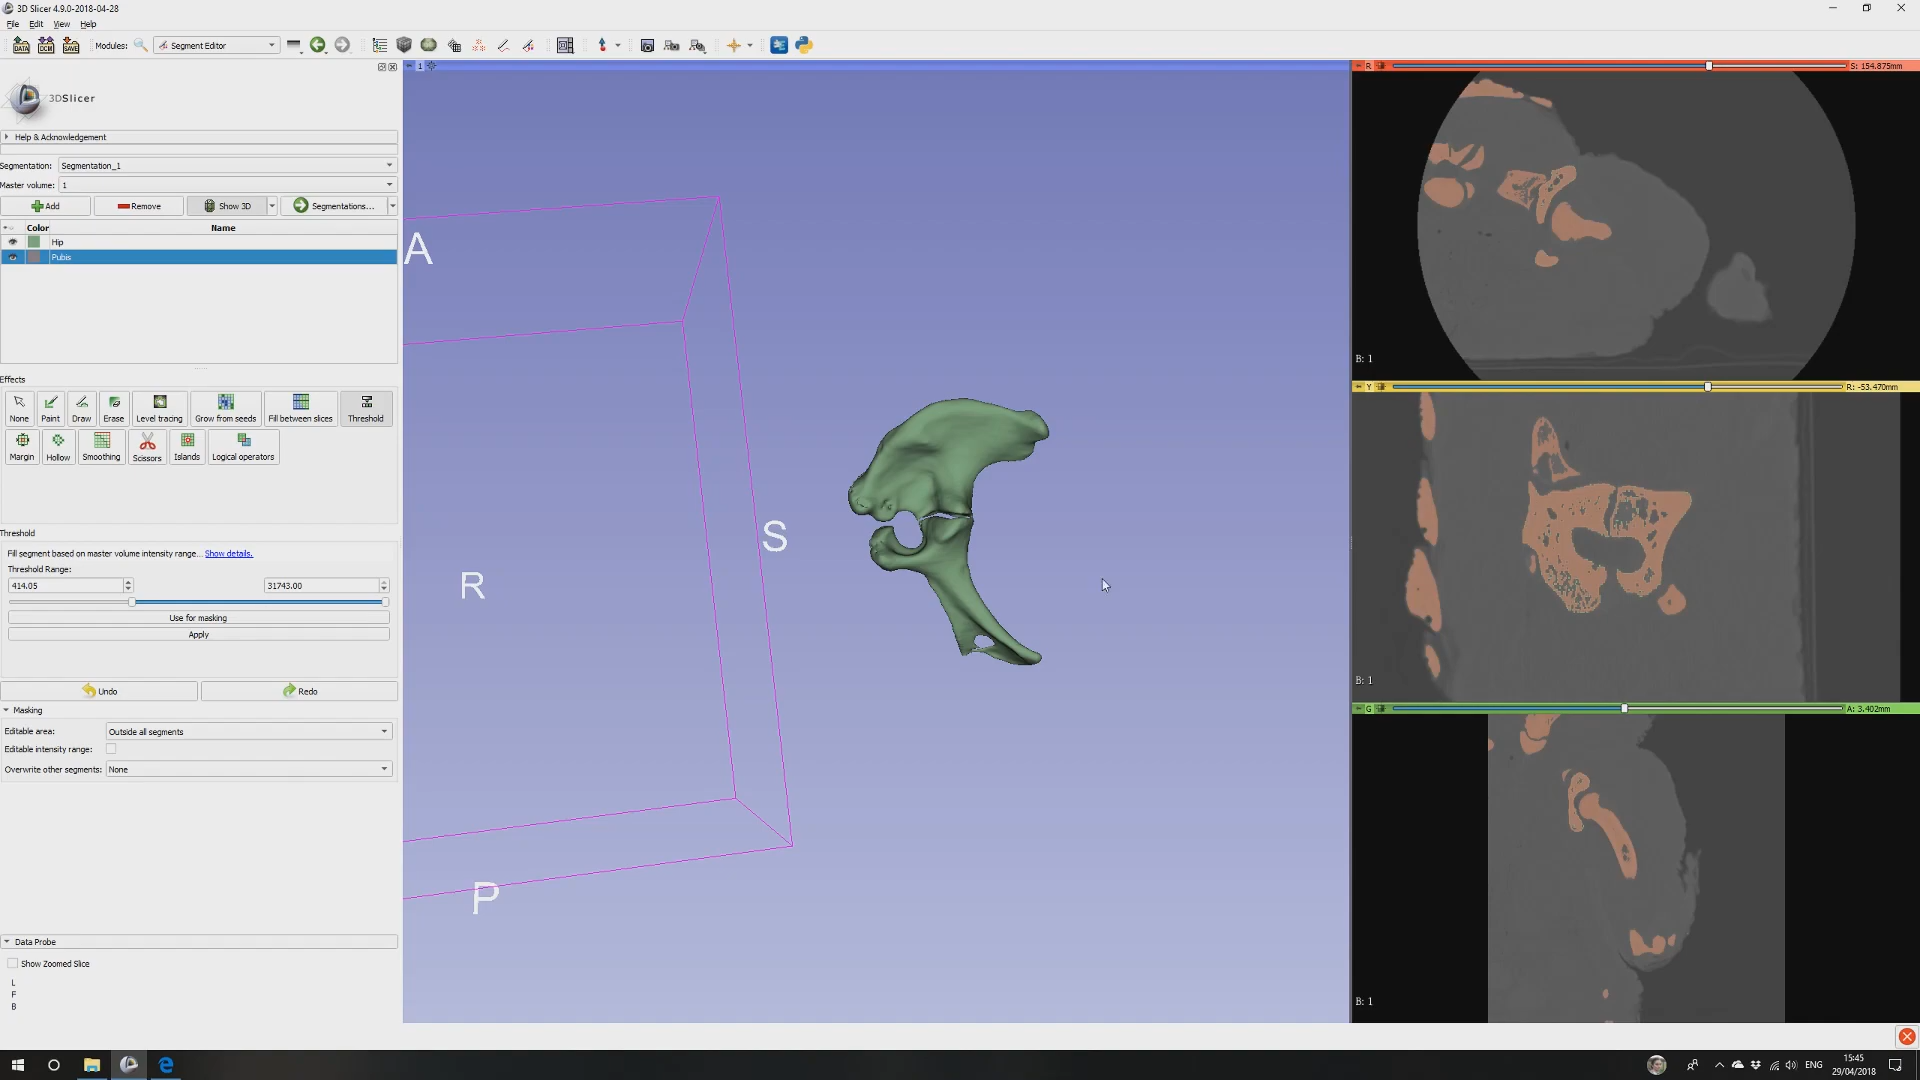 3D Slicer 4.9.0-2018-04-28
File Edit View Help
DATA DCM SAVE Modules: Segment Editor
1
R S: 154.875mm
3DSlicer
Help & Acknowledgement
Segmentation: Segmentation_1
Master volume: 1
Add Remove Show 3D Segmentations...
Color Name
Hip
Pubis
A
B: 1
Y R: -53.470mm
Effects
None Paint Draw Erase Level tracing Grow from seeds Fill between slices Threshold
Margin Hollow Smoothing Scissors Islands Logical operators
S
R
Threshold
Fill segment based on master volume intensity range... Show details.
Threshold Range:
414.05 31743.00
Use for masking
Apply
B: 1
Undo Redo
G A: 3.402mm
Masking
Editable area: Outside all segments
Editable intensity range:
Overwrite other segments: None
P
Data Probe
Show Zoomed Slice
L
F
B
B: 1
ENG
15:45
29/04/2018